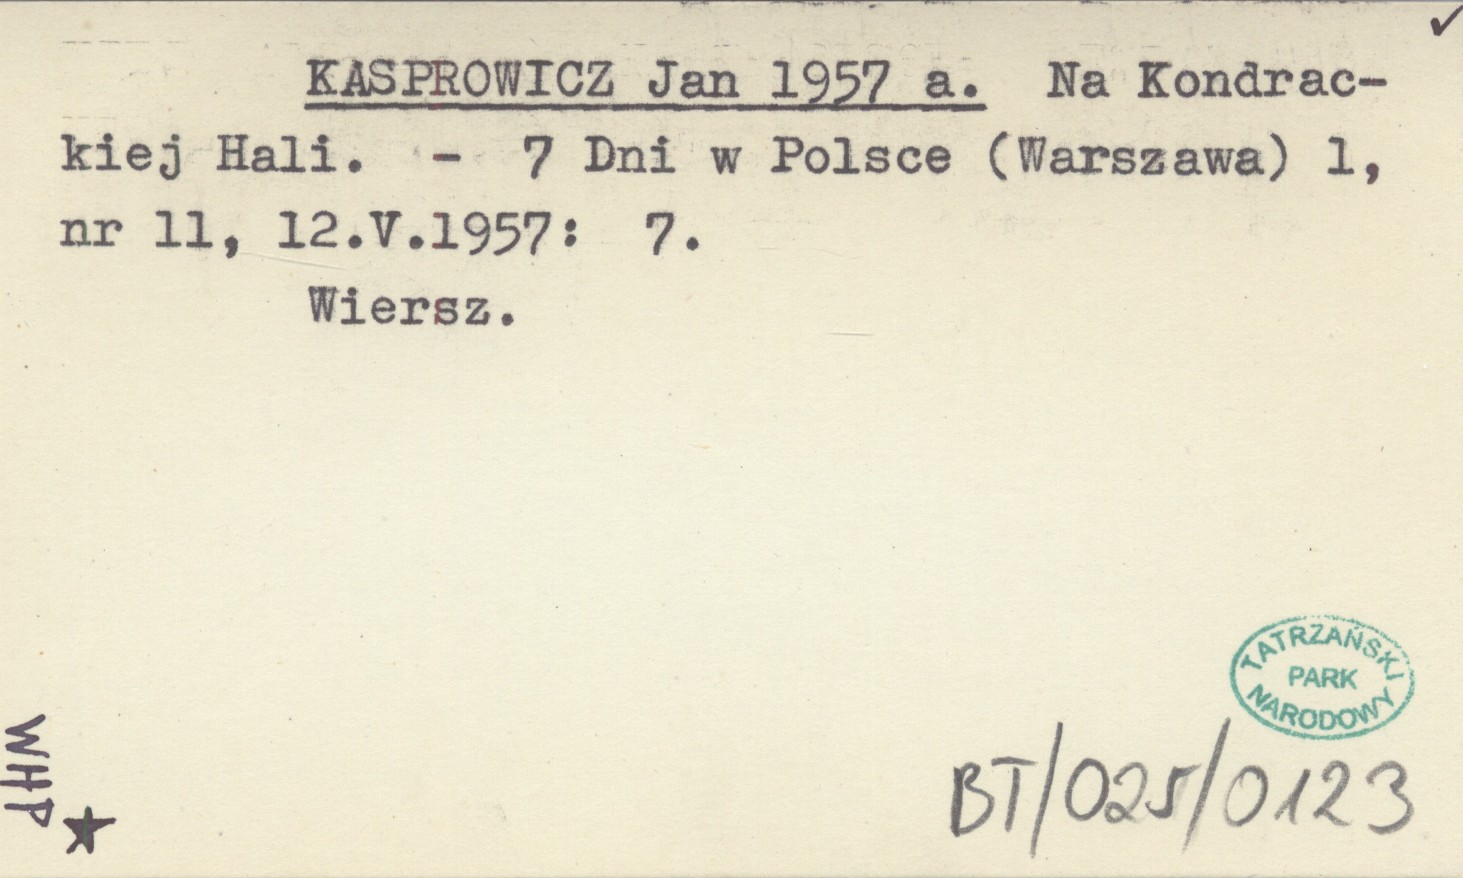 ✓
KASPROWICZ Jan 1957 a. Na Kondrac-
kiej Hali. - 7 Dni w Polsce (Warszawa) 1,
nr 11, 12.V.1957: 7.
Wiersz.
TATRZAŃSKI
PARK
NARODOWY
WHP
BT/025/0123